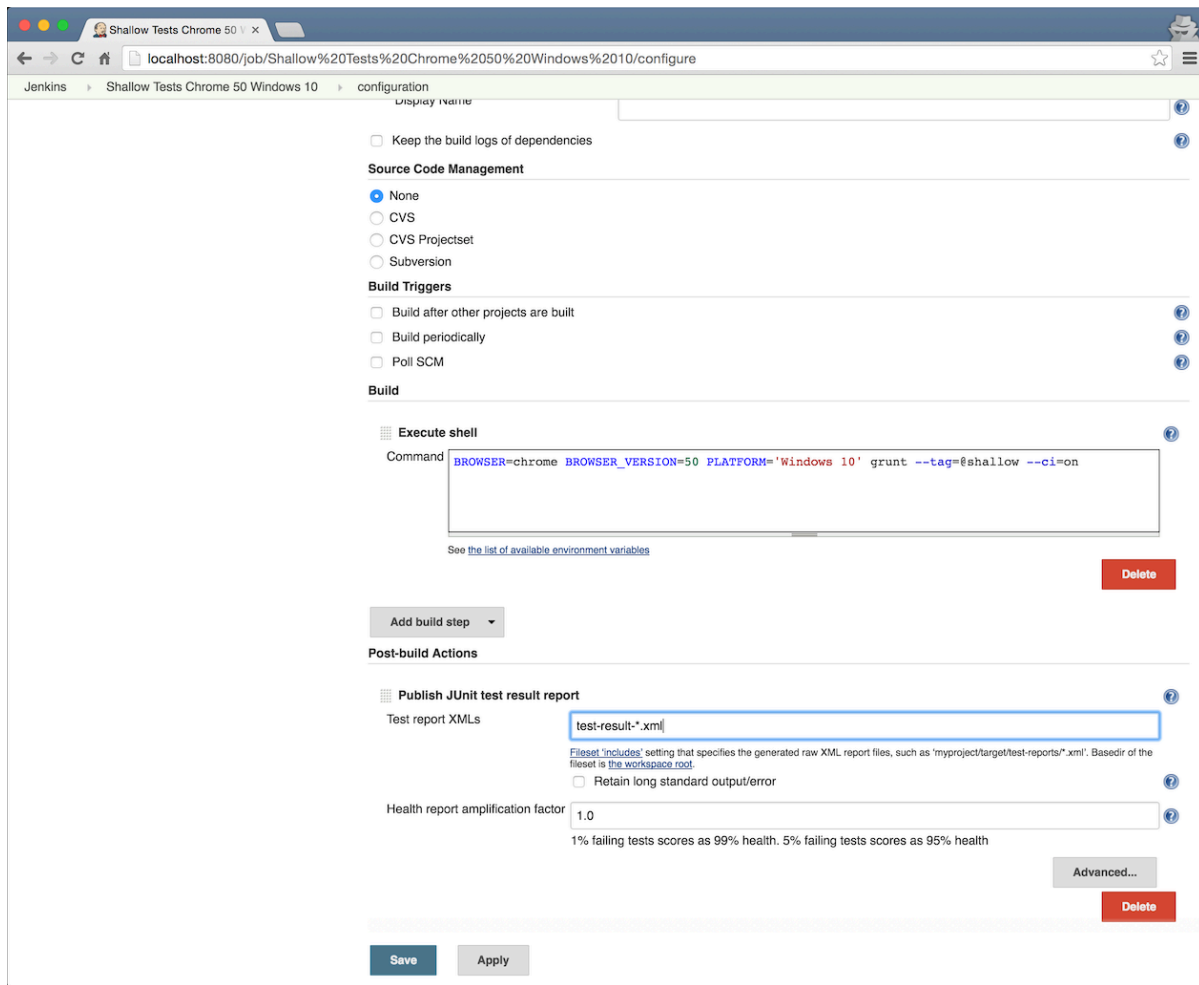 Shallow Tests Chrome 50 W
localhost:8080/job/Shallow%20Tests%20Chrome%2050%20Windows%2010/configure
Jenkins Shallow Tests Chrome 50 Windows 10 configuration
Display Name
Keep the build logs of dependencies
Source Code Management
None
CVS
CVS Projectset
Subversion
Build Triggers
Build after other projects are built
Build periodically
Poll SCM
Build
Execute shell
Command BROWSER=chrome BROWSER_VERSION=50 PLATFORM='Windows 10' grunt --tag=@shallow --ci=on
See the list of available environment variables
Delete
Add build step
Post-build Actions
Publish JUnit test result report
Test report XMLs test-result-*.xml
Fileset 'includes' setting that specifies the generated raw XML report files, such as 'myproject/target/test-reports/*.xml'. Basedir of the
fileset is the workspace root.
Retain long standard output/error
Health report amplification factor 1.0
1% failing tests scores as 99% health. 5% failing tests scores as 95% health
Advanced...
Delete
Save Apply